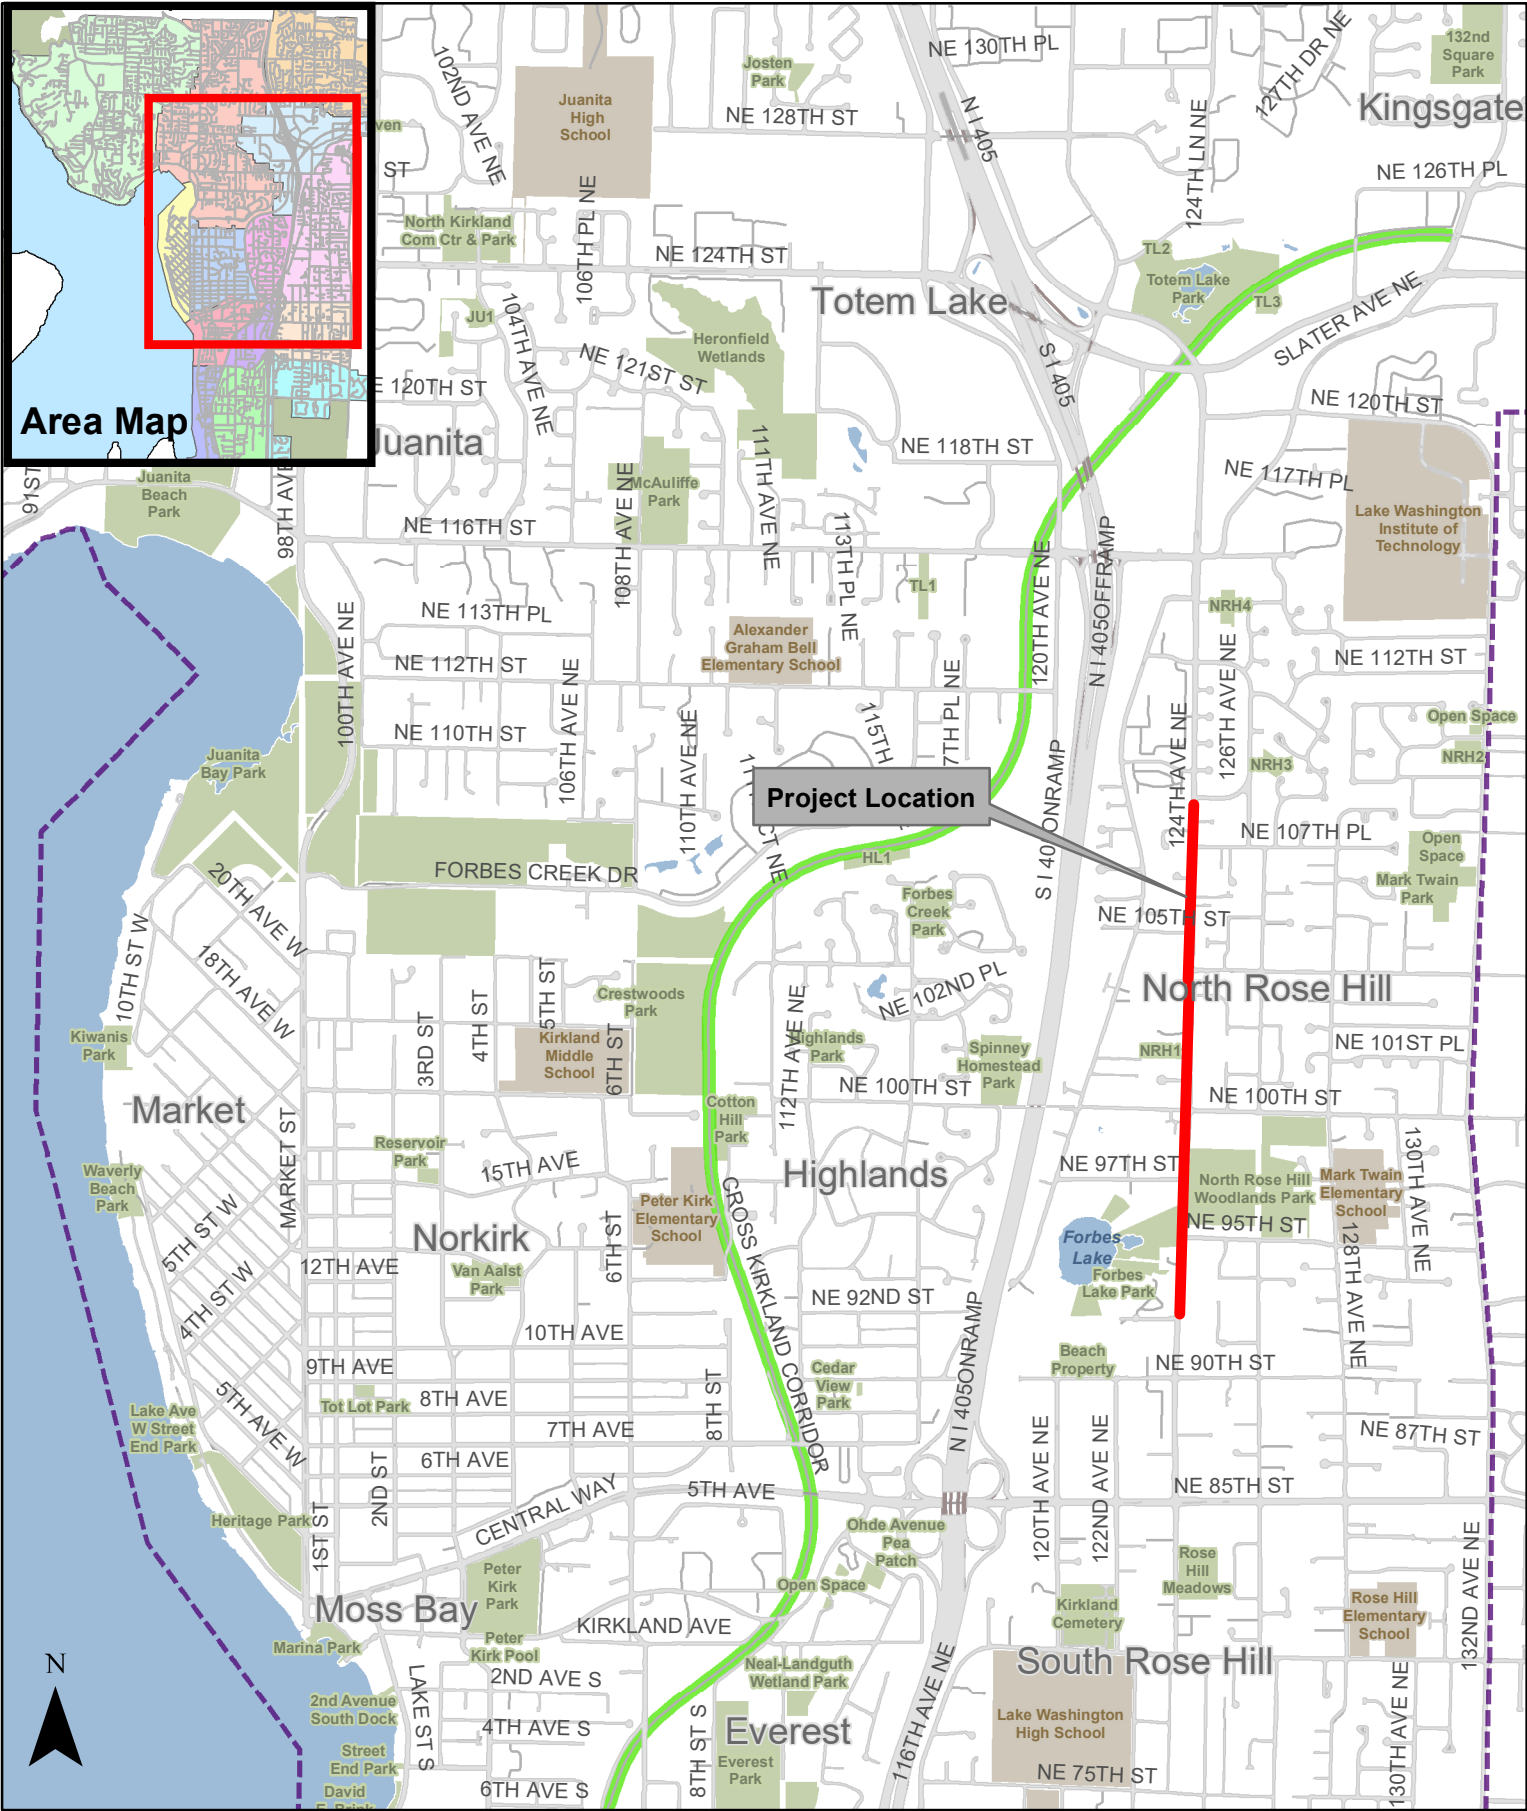 NE 130TH PL
127TH DR NE
132nd
Square
Park
Kingsgate
102ND AVE NE
Juanita
High
School
Josten
Park
NE 128TH ST
N I 405
124TH LN NE
NE 126TH PL
ven
ST
North Kirkland
Com Ctr & Park
106TH PL NE
NE 124TH ST
Totem Lake
TL2
Totem Lake
Park
TL3
SLATER AVE NE
JU1
104TH AVE NE
Heronfield
Wetlands
NE 121ST ST
S I 405
E 120TH ST
NE 120TH ST
Area Map
Juanita
111TH AVE NE
NE 118TH ST
NE 117TH PL
91ST
Juanita
Beach
Park
98TH AVE
108TH AVE NE
McAuliffe
Park
Lake Washington
Institute of
Technology
NE 116TH ST
113TH PL NE
120TH AVE NE
N I 405OFFRAMP
TL1
NRH4
100TH AVE NE
NE 113TH PL
Alexander
Graham Bell
Elementary School
NE 112TH ST
106TH AVE NE
126TH AVE NE
NE 112TH ST
110TH AVE NE
115TH
7TH PL NE
124TH AVE NE
Open Space
NE 110TH ST
Juanita
Bay Park
NRH3
NRH2
S I 405ONRAMP
Project Location
CT NE
NE 107TH PL
Open
Space
HL1
FORBES CREEK DR
Mark Twain
Park
20TH AVE W
Forbes
Creek
Park
NE 105TH ST
10TH ST W
18TH AVE W
5TH ST
Crestwoods
Park
NE 102ND PL
North Rose Hill
4TH ST
3RD ST
Kiwanis
Park
Kirkland
Middle
School
6TH ST
112TH AVE NE
Highlands
Park
Spinney
Homestead
Park
NRH1
NE 101ST PL
NE 100TH ST
NE 100TH ST
Market
MARKET ST
Cotton
Hill
Park
Reservoir
Park
15TH AVE
Highlands
NE 97TH ST
130TH AVE NE
Waverly
Beach
Park
North Rose Hill
Woodlands Park
Mark Twain
Elementary
School
5TH ST W
Peter Kirk
Elementary
School
CROSS KIRKLAND CORRIDOR
NE 95TH ST
Norkirk
6TH ST
Forbes
Lake
128TH AVE NE
12TH AVE
Van Aalst
Park
Forbes
Lake Park
4TH ST W
NE 92ND ST
N I 405ONRAMP
10TH AVE
9TH AVE
Beach
Property
NE 90TH ST
Cedar
View
Park
8TH ST
Tot Lot Park
8TH AVE
5TH AVE W
Lake Ave
W Street
End Park
7TH AVE
NE 87TH ST
6TH AVE
120TH AVE NE
122ND AVE NE
2ND ST
5TH AVE
NE 85TH ST
CENTRAL WAY
Heritage Park
1ST ST
Ohde Avenue
Pea
Patch
132ND AVE NE
Rose
Hill
Meadows
Peter
Kirk
Park
Open Space
Moss Bay
Kirkland
Cemetery
Rose Hill
Elementary
School
KIRKLAND AVE
Marina Park
Peter
Kirk Pool
N
2ND AVE S
Neal-Landguth
Wetland Park
South Rose Hill
116TH AVE NE
LAKE ST S
2nd Avenue
South Dock
4TH AVE S
8TH ST S
Everest
Lake Washington
High School
130TH AVE NE
Street
End Park
Everest
Park
NE 75TH ST
David
E. Brink
6TH AVE S